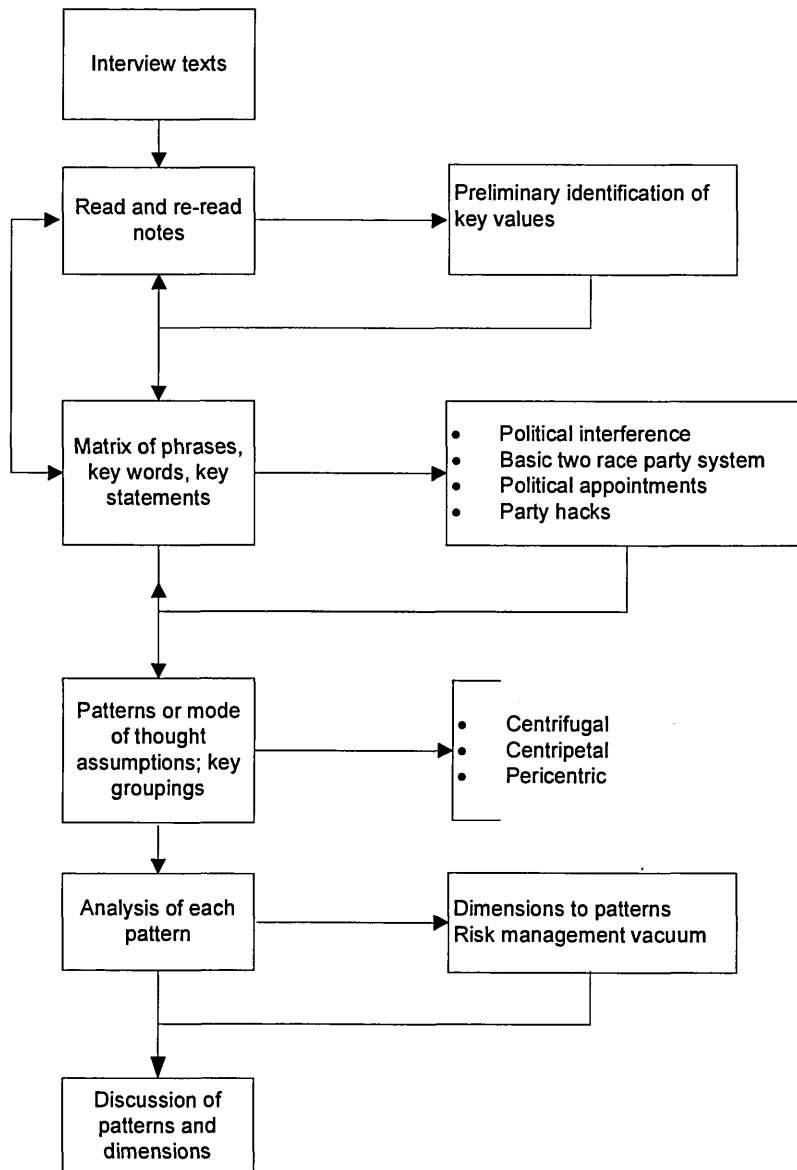 Interview texts
Read and re-read
notes
Preliminary identification of
key values
Matrix of phrases,
key words, key
statements
• Political interference
• Basic two race party system
• Political appointments
• Party hacks
Patterns or mode
of thought
assumptions; key
groupings
• Centrifugal
• Centripetal
• Pericentric
Analysis of each
pattern
Dimensions to patterns
Risk management vacuum
Discussion of
patterns and
dimensions